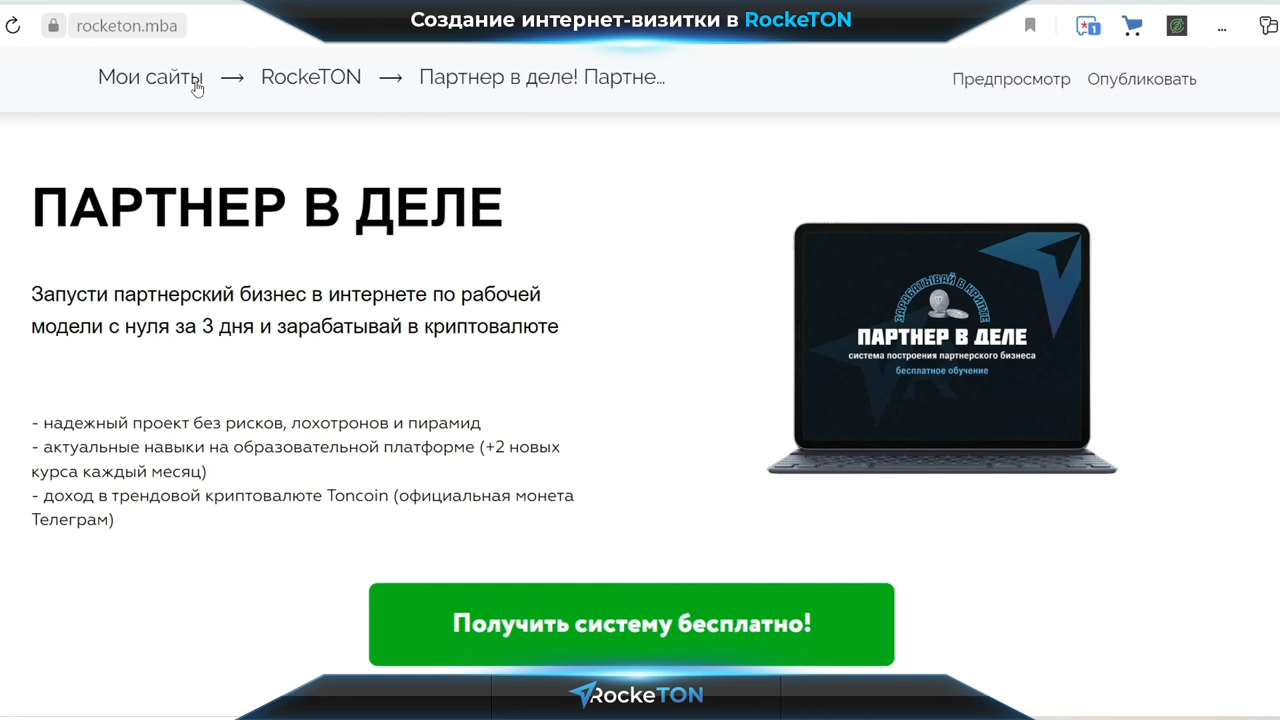 Создание интернет-визитки в RockeTON
rocketon.mba
1
...
Мои сайты → RockeTON → Партнер в деле! Партне...
Предпросмотр Опубликовать
ПАРТНЕР В ДЕЛЕ
Запусти партнерский бизнес в интернете по рабочей
модели с нуля за 3 дня и зарабатывай в криптовалюте
- надежный проект без рисков, лохотронов и пирамид
- актуальные навыки на образовательной платформе (+2 новых
курса каждый месяц)
- доход в трендовой криптовалюте Toncoin (официальная монета
Телеграм)
ЗАРАБАТЫВАЙ В КРИПТЕ
ПАРТНЕР В ДЕЛЕ
система построения партнерского бизнеса
бесплатное обучение
Получить систему бесплатно!
RockeTON